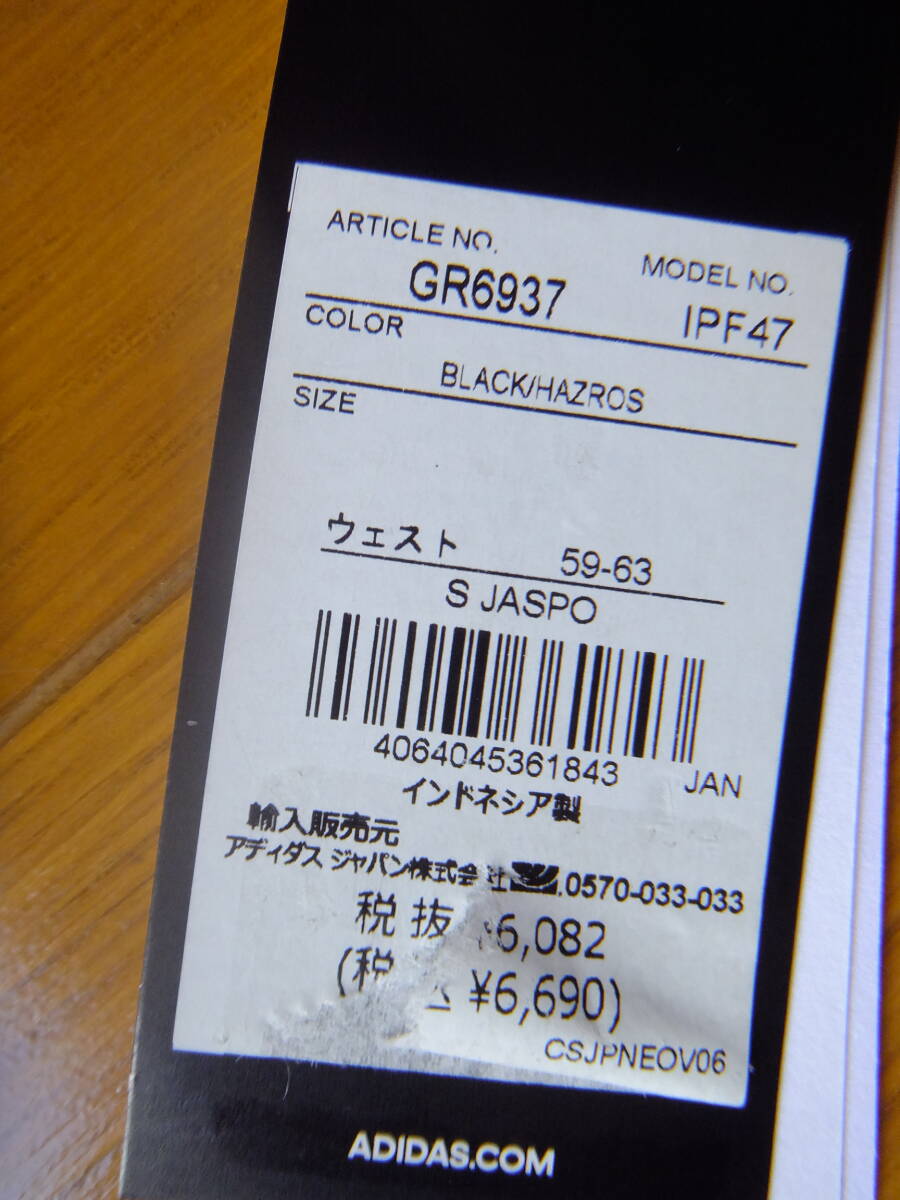 ARTICLE NO.
MODEL NO.
GR6937
IPF47
COLOR
BLACK/HAZROS
SIZE
ウェスト 59-63
S JASPO
4064045361843 JAN
インドネシア製
輸入販売元
アディダス ジャパン株式会社 0570-033-033
税抜 6,082
(税 ¥6,690)
CSJPNEOV06
ADIDAS.COM